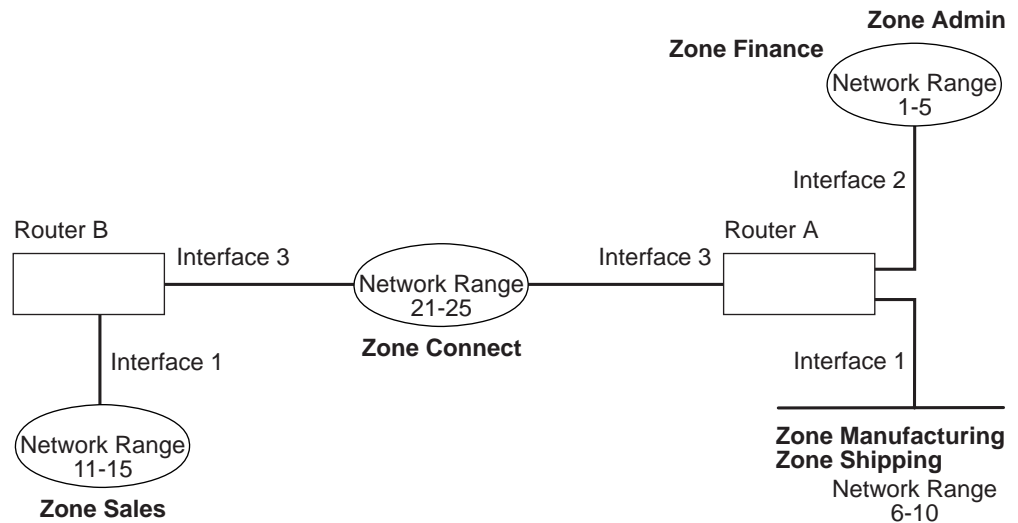 Zone Admin
Zone Finance
Network Range
1-5
Interface 2
Router B
Router A
Interface 3
Interface 3
Network Range
21-25
Zone Connect
Interface 1
Interface 1
Network Range
11-15
Zone Sales
Zone Manufacturing
Zone Shipping
Network Range
6-10